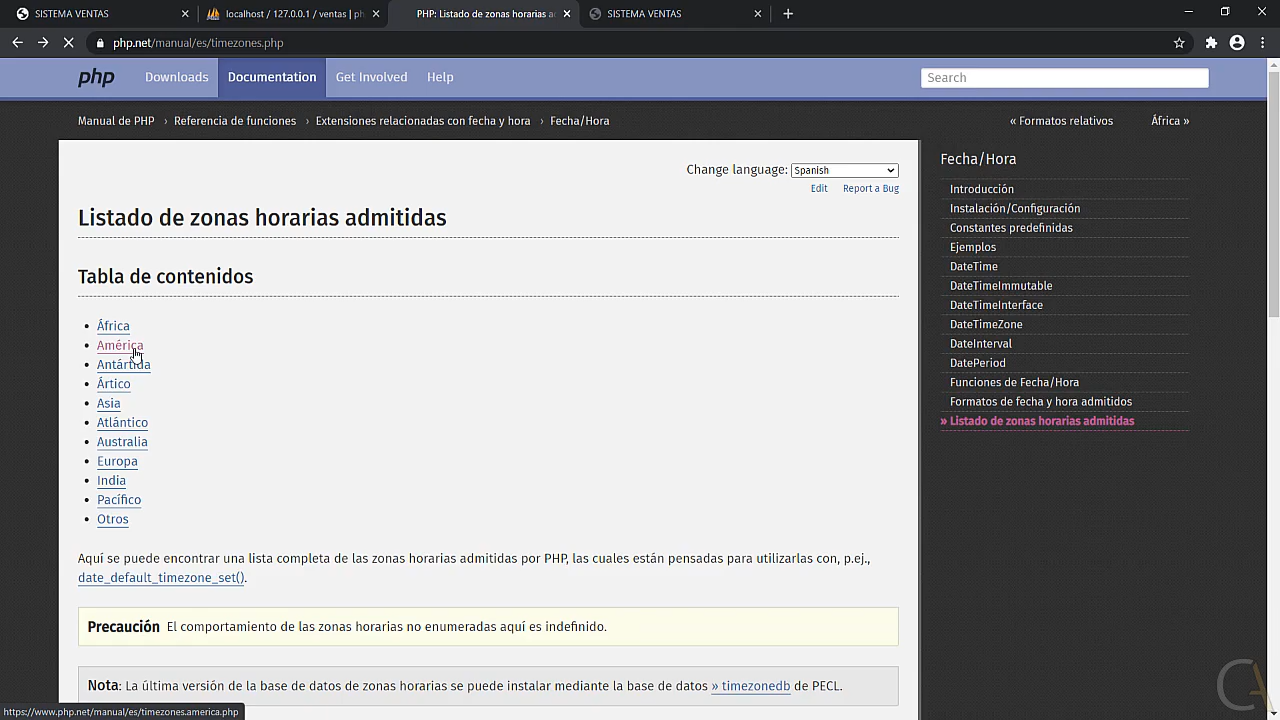 SISTEMA VENTAS
localhost / 127.0.0.1 / ventas | ph
PHP: Listado de zonas horarias a
SISTEMA VENTAS
php.net/manual/es/timezones.php
php
Downloads
Documentation
Get Involved
Help
Search
Manual de PHP › Referencia de funciones › Extensiones relacionadas con fecha y hora › Fecha/Hora
« Formatos relativos
África »
Change language: Spanish
Edit
Report a Bug
Listado de zonas horarias admitidas
Tabla de contenidos
África
América
Antártida
Ártico
Asia
Atlántico
Australia
Europa
India
Pacífico
Otros
Aquí se puede encontrar una lista completa de las zonas horarias admitidas por PHP, las cuales están pensadas para utilizarlas con, p.ej.,
date_default_timezone_set().
Precaución El comportamiento de las zonas horarias no enumeradas aquí es indefinido.
Nota: La última versión de la base de datos de zonas horarias se puede instalar mediante la base de datos » timezonedb de PECL.
Fecha/Hora
Introducción
Instalación/Configuración
Constantes predefinidas
Ejemplos
DateTime
DateTimeImmutable
DateTimeInterface
DateTimeZone
DateInterval
DatePeriod
Funciones de Fecha/Hora
Formatos de fecha y hora admitidos
» Listado de zonas horarias admitidas
https://www.php.net/manual/es/timezones.america.php